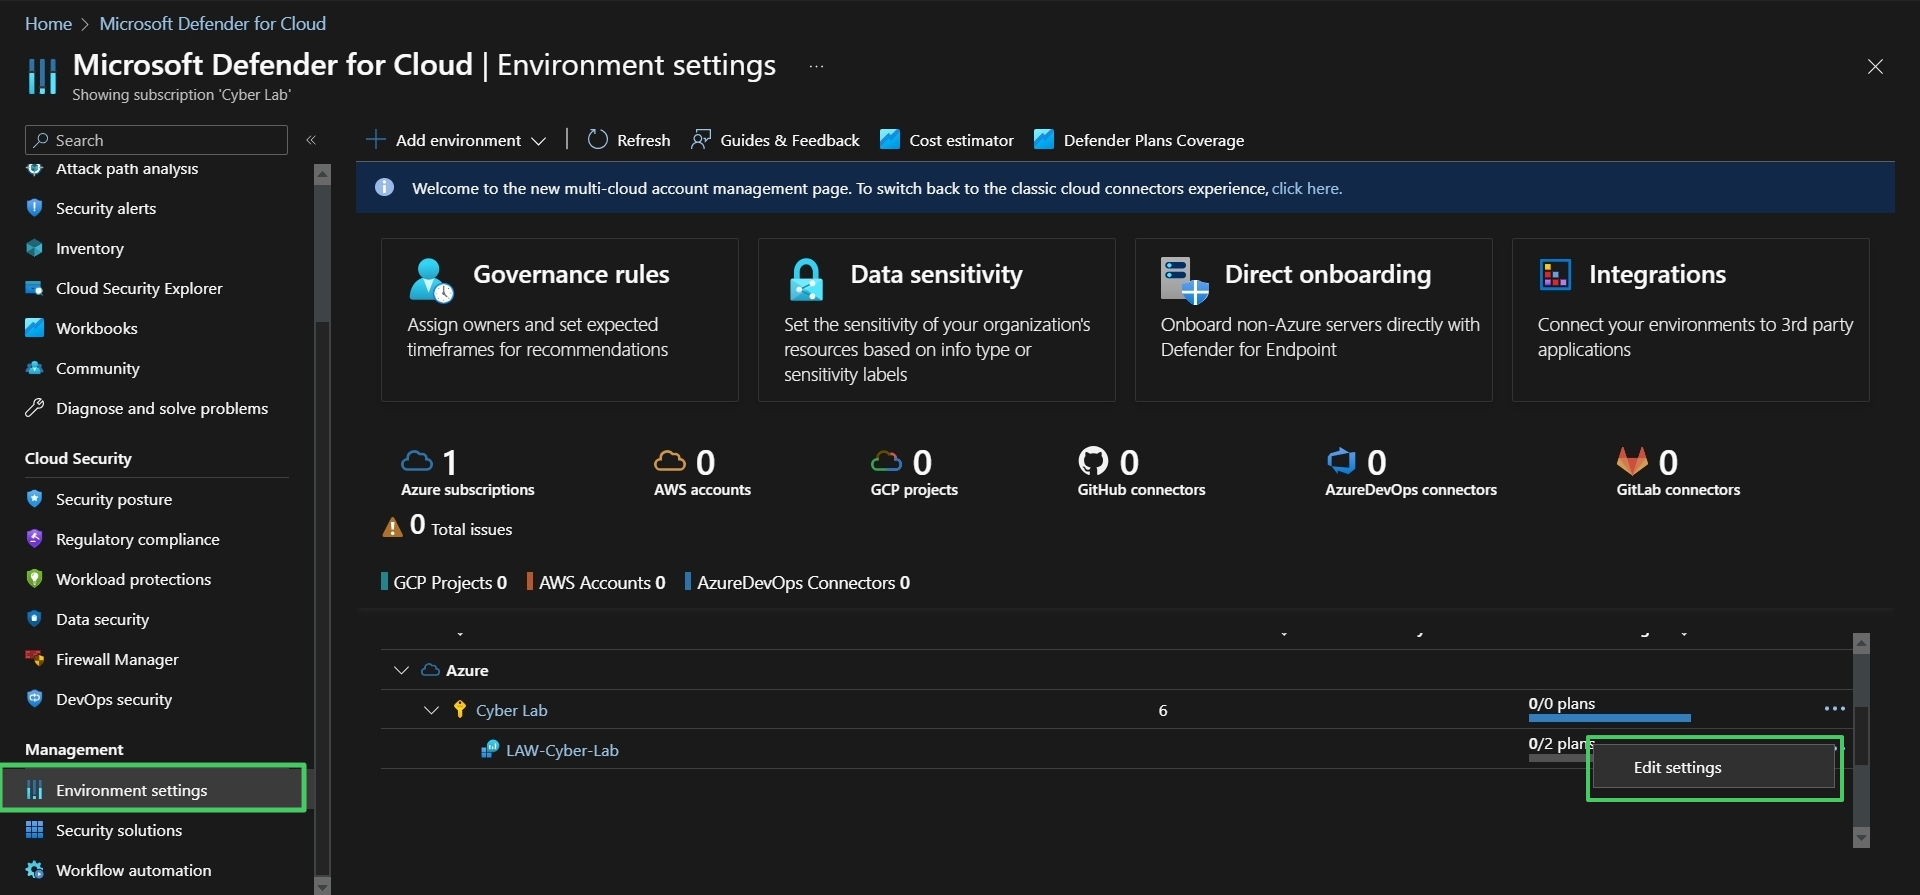 Home > Microsoft Defender for Cloud
Microsoft Defender for Cloud | Environment settings ...
Showing subscription 'Cyber Lab'
Search
Attack path analysis
Security alerts
Inventory
Cloud Security Explorer
Workbooks
Community
Diagnose and solve problems
Cloud Security
Security posture
Regulatory compliance
Workload protections
Data security
Firewall Manager
DevOps security
Management
Environment settings
Security solutions
Workflow automation
Add environment | Refresh Guides & Feedback Cost estimator Defender Plans Coverage
Welcome to the new multi-cloud account management page. To switch back to the classic cloud connectors experience, click here.
Governance rules
Assign owners and set expected
timeframes for recommendations
Data sensitivity
Set the sensitivity of your organization's
resources based on info type or
sensitivity labels
Direct onboarding
Onboard non-Azure servers directly with
Defender for Endpoint
Integrations
Connect your environments to 3rd party
applications
1
Azure subscriptions
0
AWS accounts
0
GCP projects
0
GitHub connectors
0
AzureDevOps connectors
0
GitLab connectors
0 Total issues
GCP Projects 0 AWS Accounts 0 AzureDevOps Connectors 0
Azure
Cyber Lab 6 0/0 plans ...
LAW-Cyber-Lab 0/2 plans
Edit settings